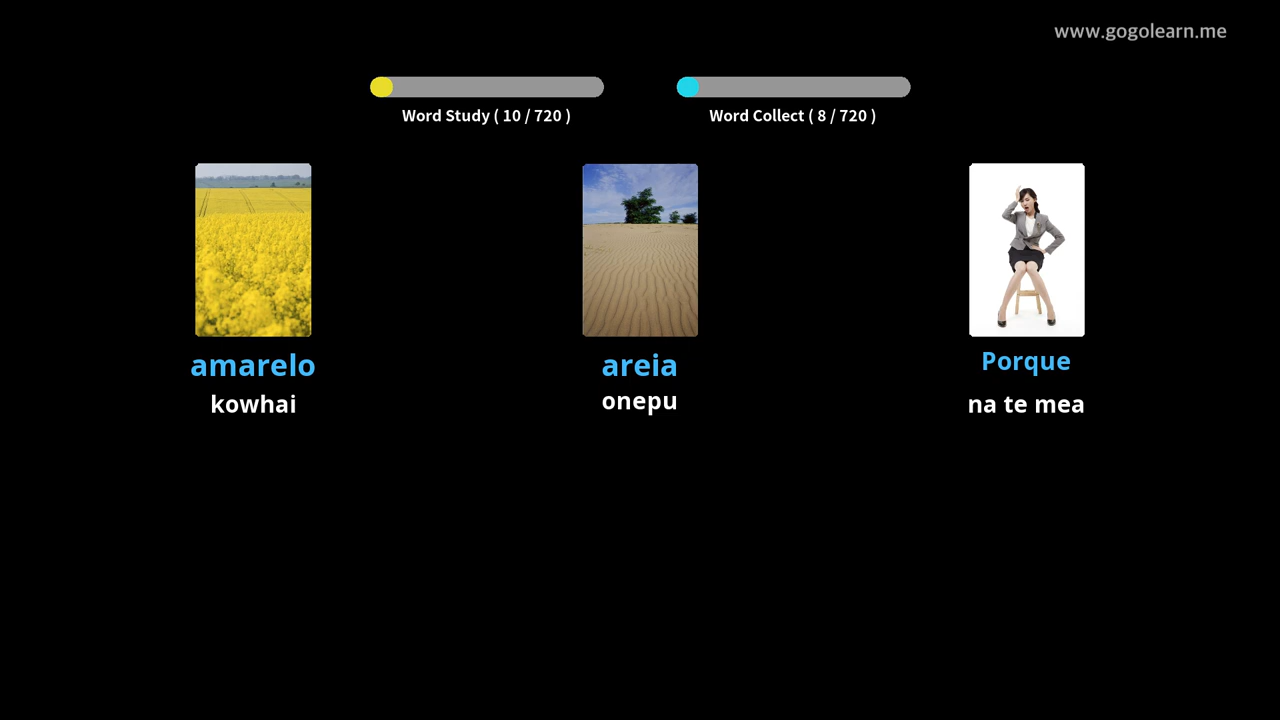 www.gogolearn.me
Word Study ( 10 / 720 )
Word Collect ( 8 / 720 )
amarelo
kowhai
areia
onepu
Porque
na te mea